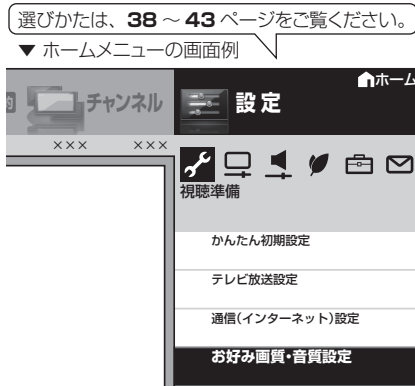 選びかたは、38 ～ 43 ページをご覧ください。
▼ ホームメニューの画面例
チャンネル
設定
ホーム
××× ×××
視聴準備
かんたん初期設定
テレビ放送設定
通信(インターネット)設定
お好み画質・音質設定